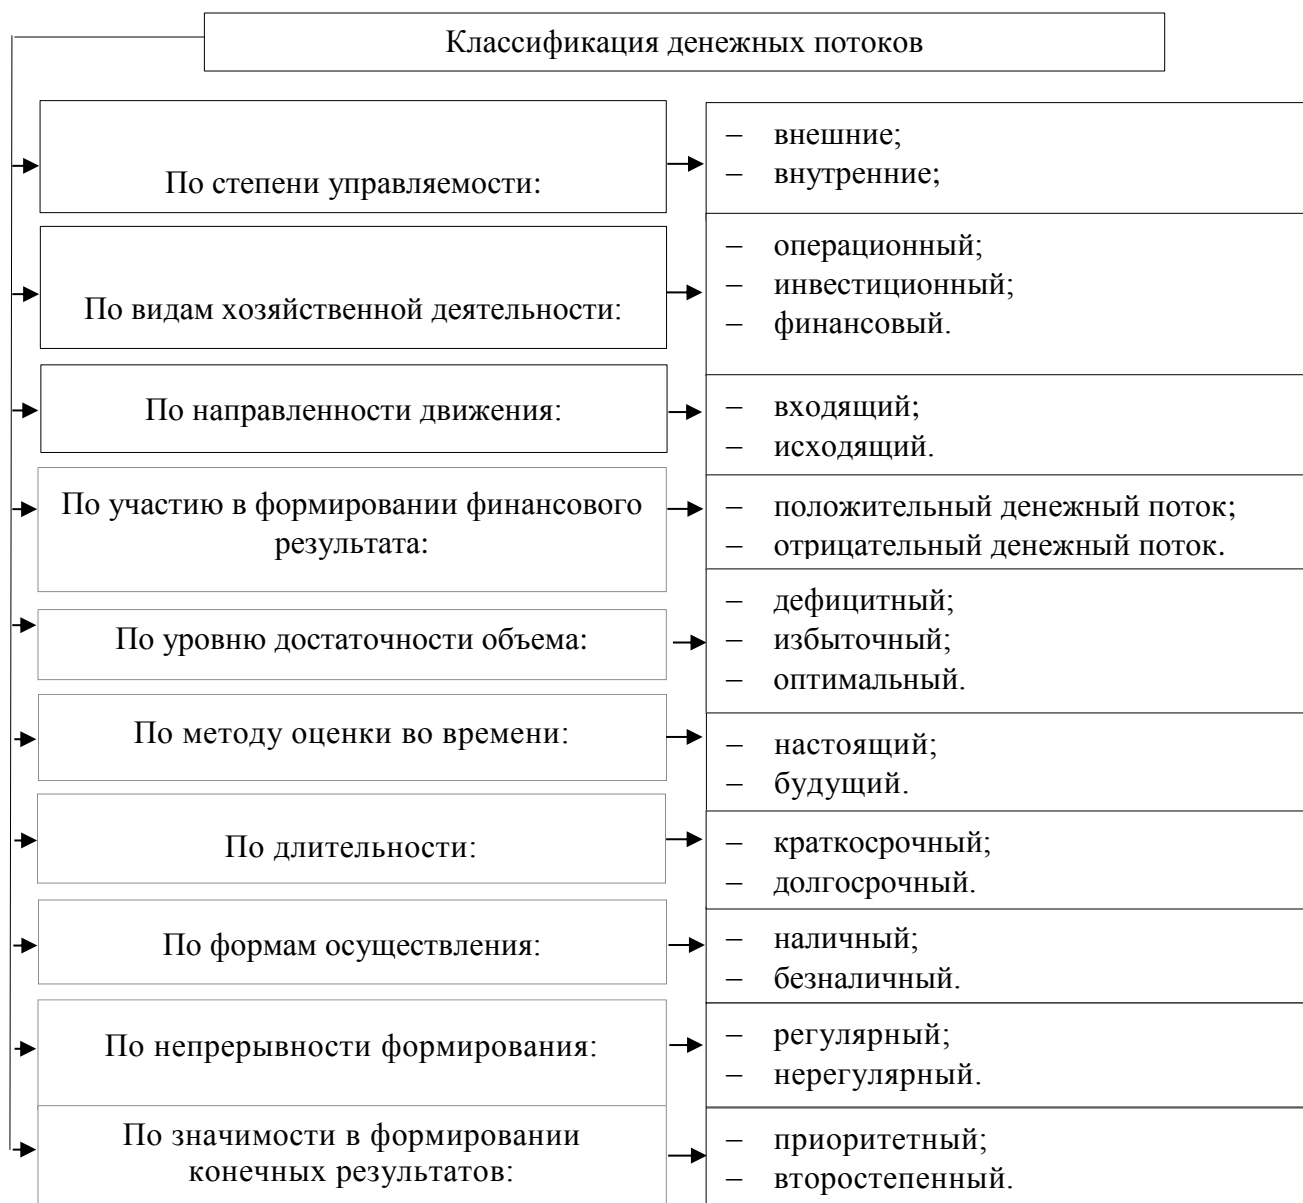 Классификация денежных потоков
По степени управляемости:
– внешние;
– внутренние;
По видам хозяйственной деятельности:
– операционный;
– инвестиционный;
– финансовый.
По направленности движения:
– входящий;
– исходящий.
По участию в формировании финансового
результата:
– положительный денежный поток;
– отрицательный денежный поток.
По уровню достаточности объема:
– дефицитный;
– избыточный;
– оптимальный.
По методу оценки во времени:
– настоящий;
– будущий.
По длительности:
– краткосрочный;
– долгосрочный.
По формам осуществления:
– наличный;
– безналичный.
По непрерывности формирования:
– регулярный;
– нерегулярный.
По значимости в формировании
конечных результатов:
– приоритетный;
– второстепенный.